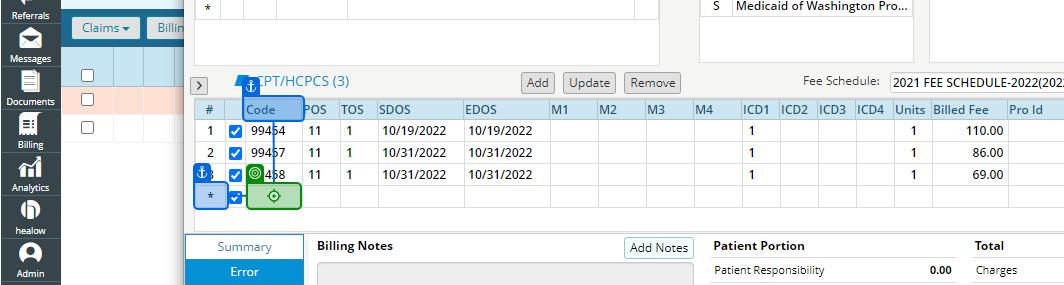 Referrals
Messages
Documents
Billing
Analytics
healow
Admin
Claims
Billin
*
S Medicaid of Washington Pro...
CPT/HCPCS (3)
Add Update Remove
Fee Schedule: 2021 FEE SCHEDULE-2022(202
# Code POS TOS SDOS EDOS M1 M2 M3 M4 ICD1 ICD2 ICD3 ICD4 Units Billed Fee Pro Id
1 99454 11 1 10/19/2022 10/19/2022 1 1 110.00
2 99457 11 1 10/31/2022 10/31/2022 1 1 86.00
3 458 11 1 10/31/2022 10/31/2022 1 1 69.00
*
Summary
Error
Billing Notes Add Notes
Patient Portion
Patient Responsibility 0.00
Total
Charges